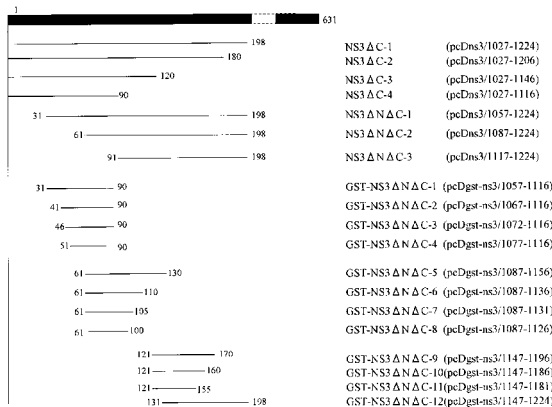 1
631
198 NS3ΔC-1 (pcDns3/1027-1224)
180 NS3ΔC-2 (pcDns3/1027-1206)
120 NS3ΔC-3 (pcDns3/1027-1146)
90 NS3ΔC-4 (pcDns3/1027-1116)
31 198 NS3ΔNΔC-1 (pcDns3/1057-1224)
61 198 NS3ΔNΔC-2 (pcDns3/1087-1224)
91 198 NS3ΔNΔC-3 (pcDns3/1117-1224)
31 90 GST-NS3ΔNΔC-1 (pcDgst-ns3/1057-1116)
41 90 GST-NS3ΔNΔC-2 (pcDgst-ns3/1067-1116)
46 90 GST-NS3ΔNΔC-3 (pcDgst-ns3/1072-1116)
51 90 GST-NS3ΔNΔC-4 (pcDgst-ns3/1077-1116)
61 130 GST-NS3ΔNΔC-5 (pcDgst-ns3/1087-1156)
61 110 GST-NS3ΔNΔC-6 (pcDgst-ns3/1087-1136)
61 105 GST-NS3ΔNΔC-7 (pcDgst-ns3/1087-1131)
61 100 GST-NS3ΔNΔC-8 (pcDgst-ns3/1087-1126)
121 170 GST-NS3ΔNΔC-9 (pcDgst-ns3/1147-1196)
121 160 GST-NS3ΔNΔC-10(pcDgst-ns3/1147-1186)
121 155 GST-NS3ΔNΔC-11(pcDgst-ns3/1147-1181)
131 198 GST-NS3ΔNΔC-12(pcDgst-ns3/1147-1224)